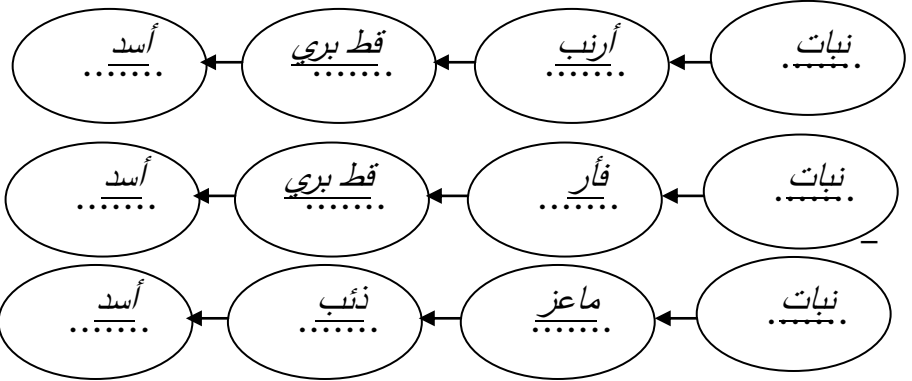 نبات أرنب قط بري أسد
نبات فأر قط بري أسد
نبات ماعز ذئب أسد